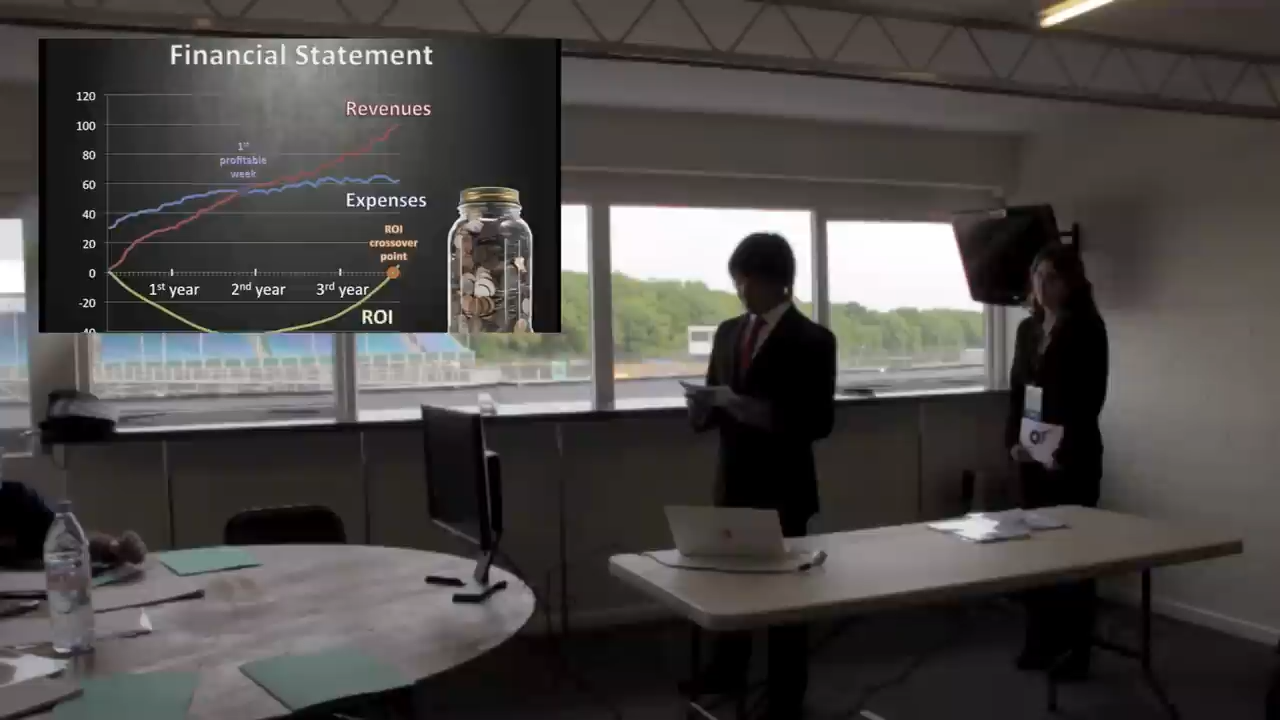 Financial Statement
120
100
80
60
40
20
0
-20
Revenues
1st
profitable
week
Expenses
ROI
crossover
point
1st year
2nd year
3rd year
ROI